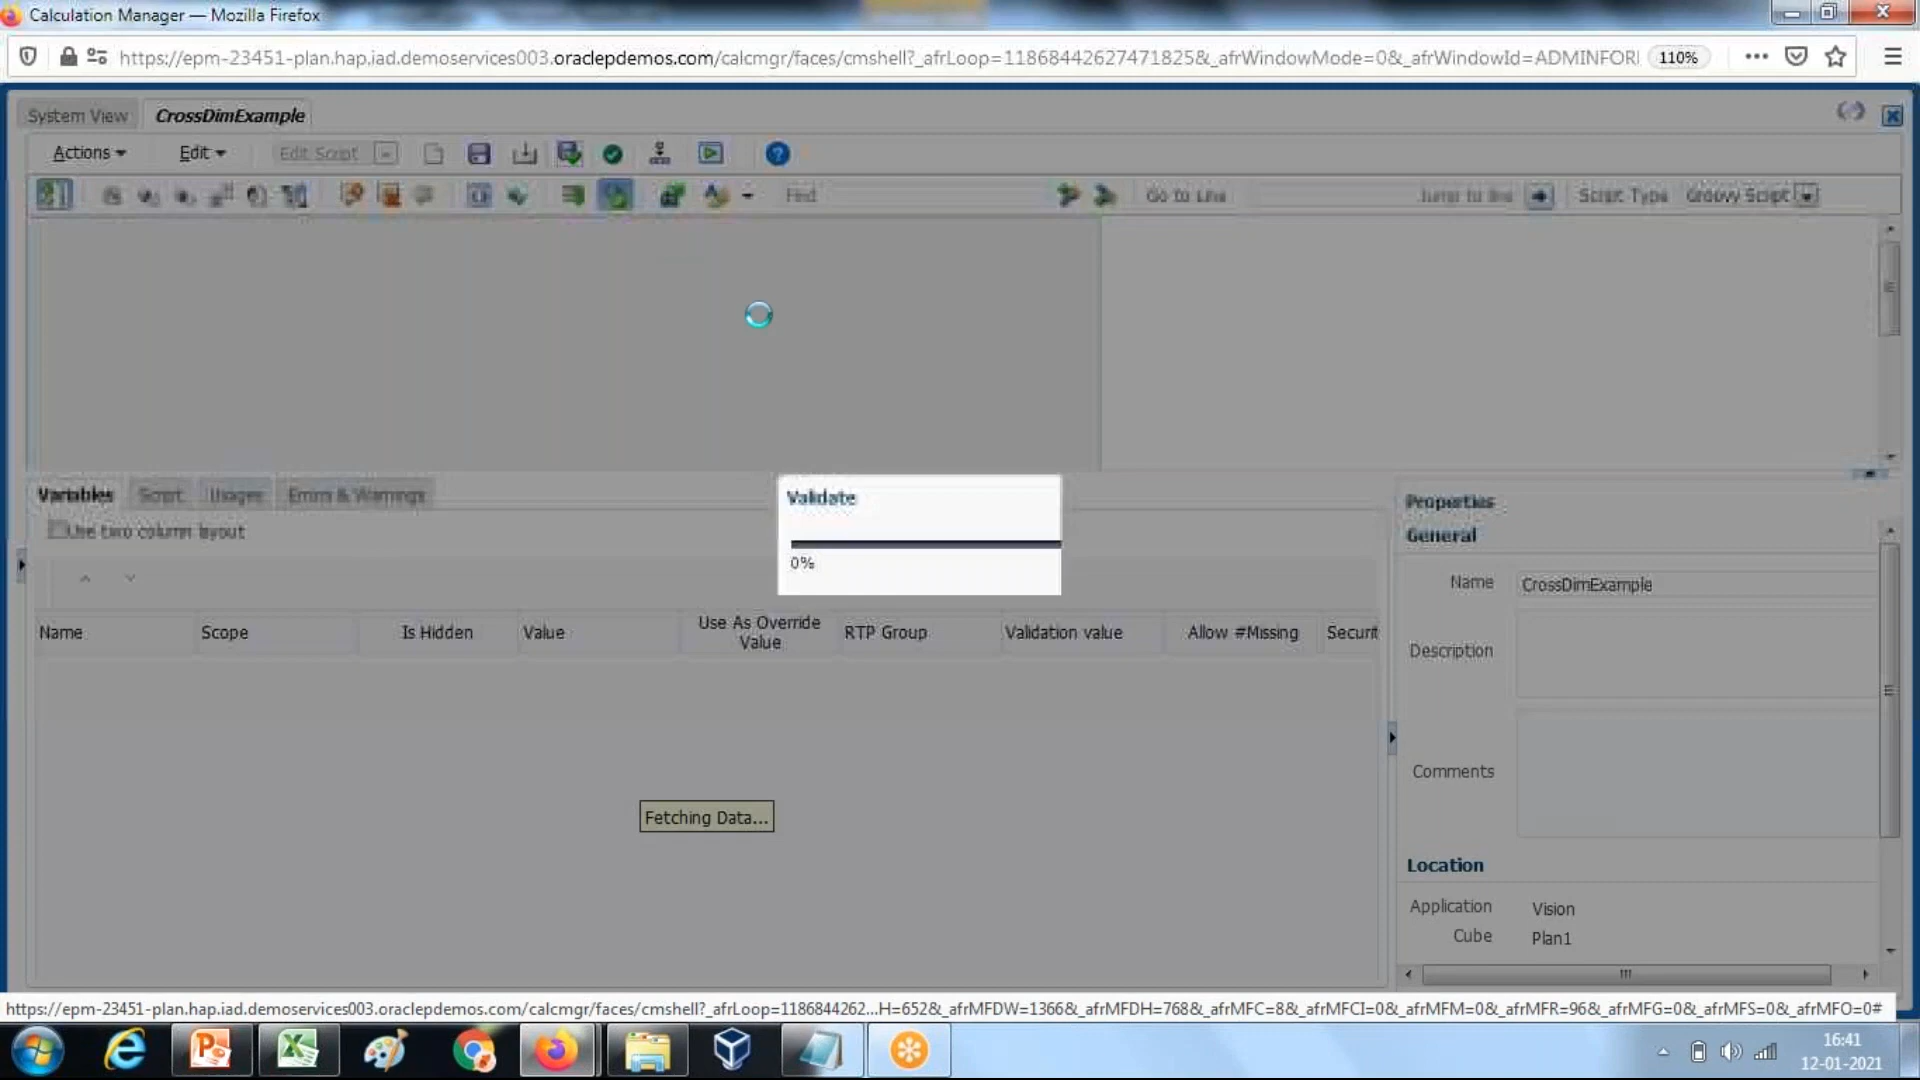 Calculation Manager — Mozilla Firefox
https://epm-23451-plan.hap.iad.demoservices003.oraclepdemos.com/calcmgr/faces/cmshell?_afrLoop=11868442627471825&_afrWindowMode=0&_afrWindowId=ADMINFORI
110%
System View
CrossDimExample
Actions
Edit
Edit Script
Find
Go to Line
Jump to line
Script Type
Groovy Script
Variables
Script
Usages
Errors & Warnings
Use two column layout
Validate
0%
Name
Scope
Is Hidden
Value
Use As Override
Value
RTP Group
Validation value
Allow #Missing
Securit
Fetching Data...
Properties
General
Name
CrossDimExample
Description
Comments
Location
Application
Vision
Cube
Plan1
https://epm-23451-plan.hap.iad.demoservices003.oraclepdemos.com/calcmgr/faces/cmshell?_afrLoop=1186844262...H=652&_afrMFDW=1366&_afrMFDH=768&_afrMFC=8&_afrMFCI=0&_afrMFM=0&_afrMFR=96&_afrMFG=0&_afrMFS=0&_afrMFO=0#
16:41
12-01-2021